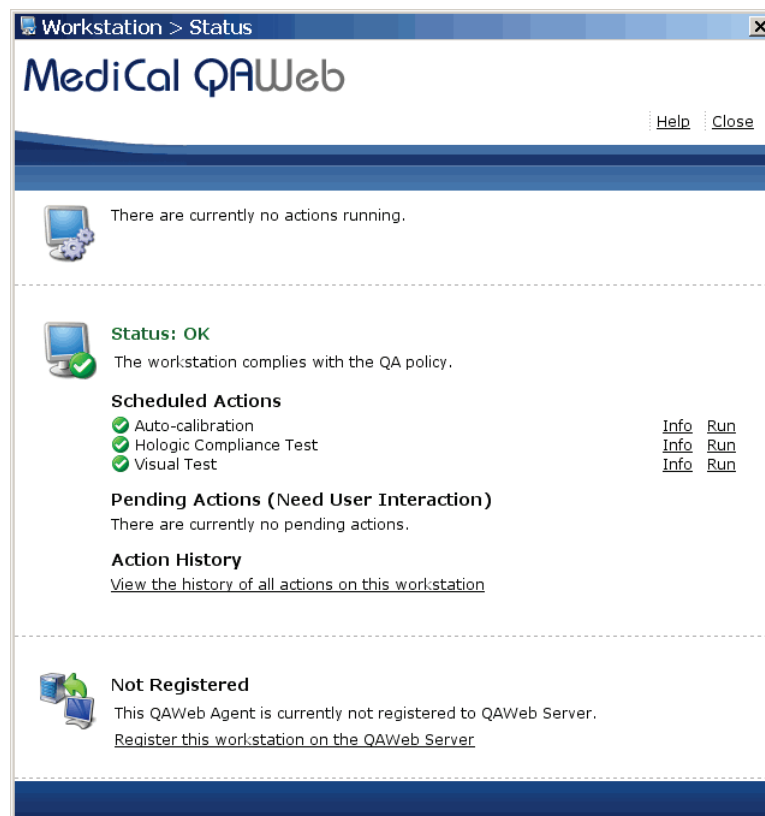 Workstation > Status
MediCal QAWeb
Help Close
There are currently no actions running.
Status: OK
The workstation complies with the QA policy.
Scheduled Actions
Auto-calibration Info Run
Hologic Compliance Test Info Run
Visual Test Info Run
Pending Actions (Need User Interaction)
There are currently no pending actions.
Action History
View the history of all actions on this workstation
Not Registered
This QAWeb Agent is currently not registered to QAWeb Server.
Register this workstation on the QAWeb Server